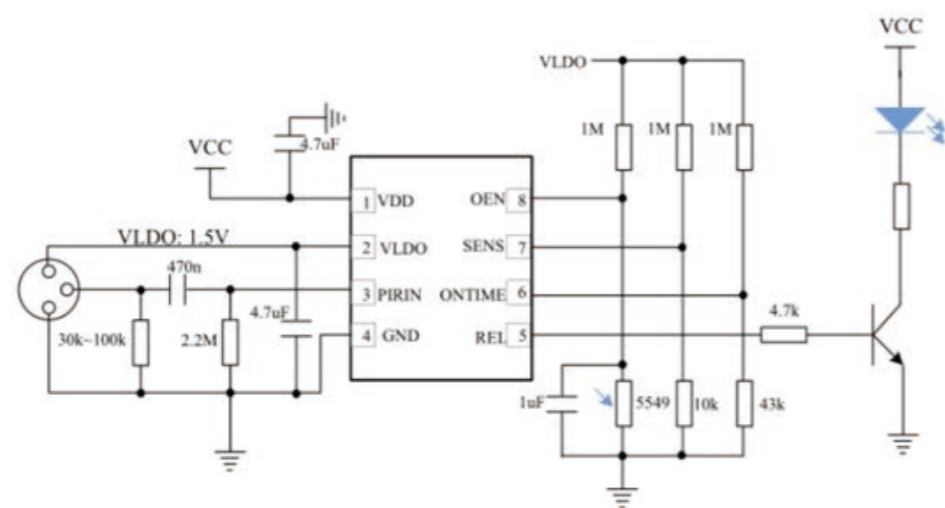 VCC
VLDO
1M
1M
1M
4.7uF
VCC
1
VDD
OEN
8
VLDO: 1.5V
2
VLDO
SENS
7
470n
3
PIRIN
ONTIME
6
4.7uF
4.7k
30k~100k
2.2M
4
GND
REL
5
1uF
5549
10k
43k